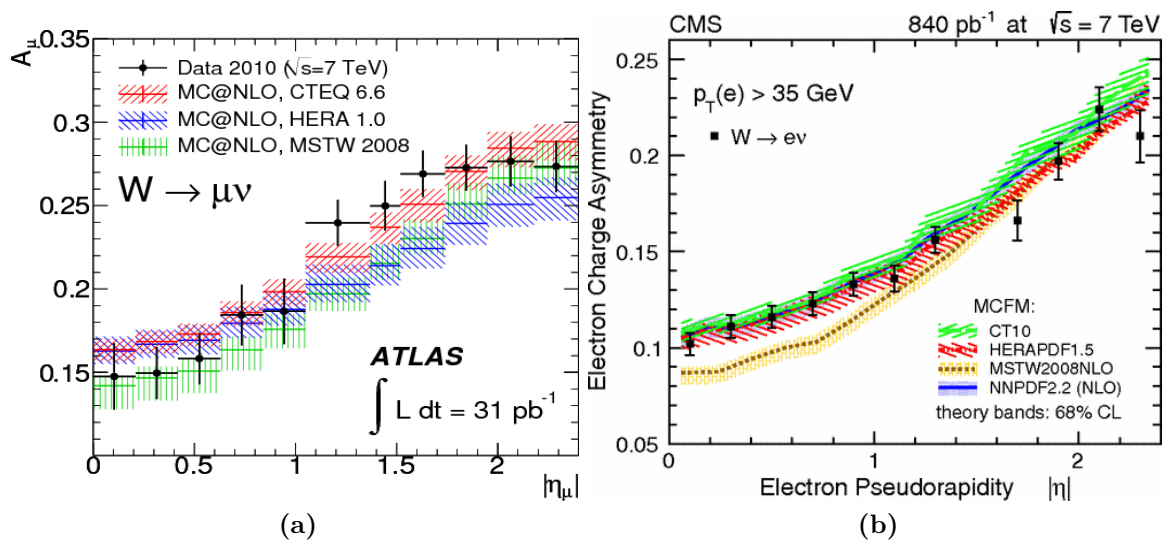 A_μ
0.35
0.3
0.25
0.2
0.15
Data 2010 (√s=7 TeV)
MC@NLO, CTEQ 6.6
MC@NLO, HERA 1.0
MC@NLO, MSTW 2008
W → μν
ATLAS
∫ L dt = 31 pb⁻¹
0 0.5 1 1.5 2
|η_μ|
(a)
CMS 840 pb⁻¹ at √s = 7 TeV
Electron Charge Asymmetry
0.25
0.2
0.15
0.1
0.05
p_T(e) > 35 GeV
W → eν
MCFM:
CT10
HERAPDF1.5
MSTW2008NLO
NNPDF2.2 (NLO)
theory bands: 68% CL
0 1 2
Electron Pseudorapidity |η|
(b)